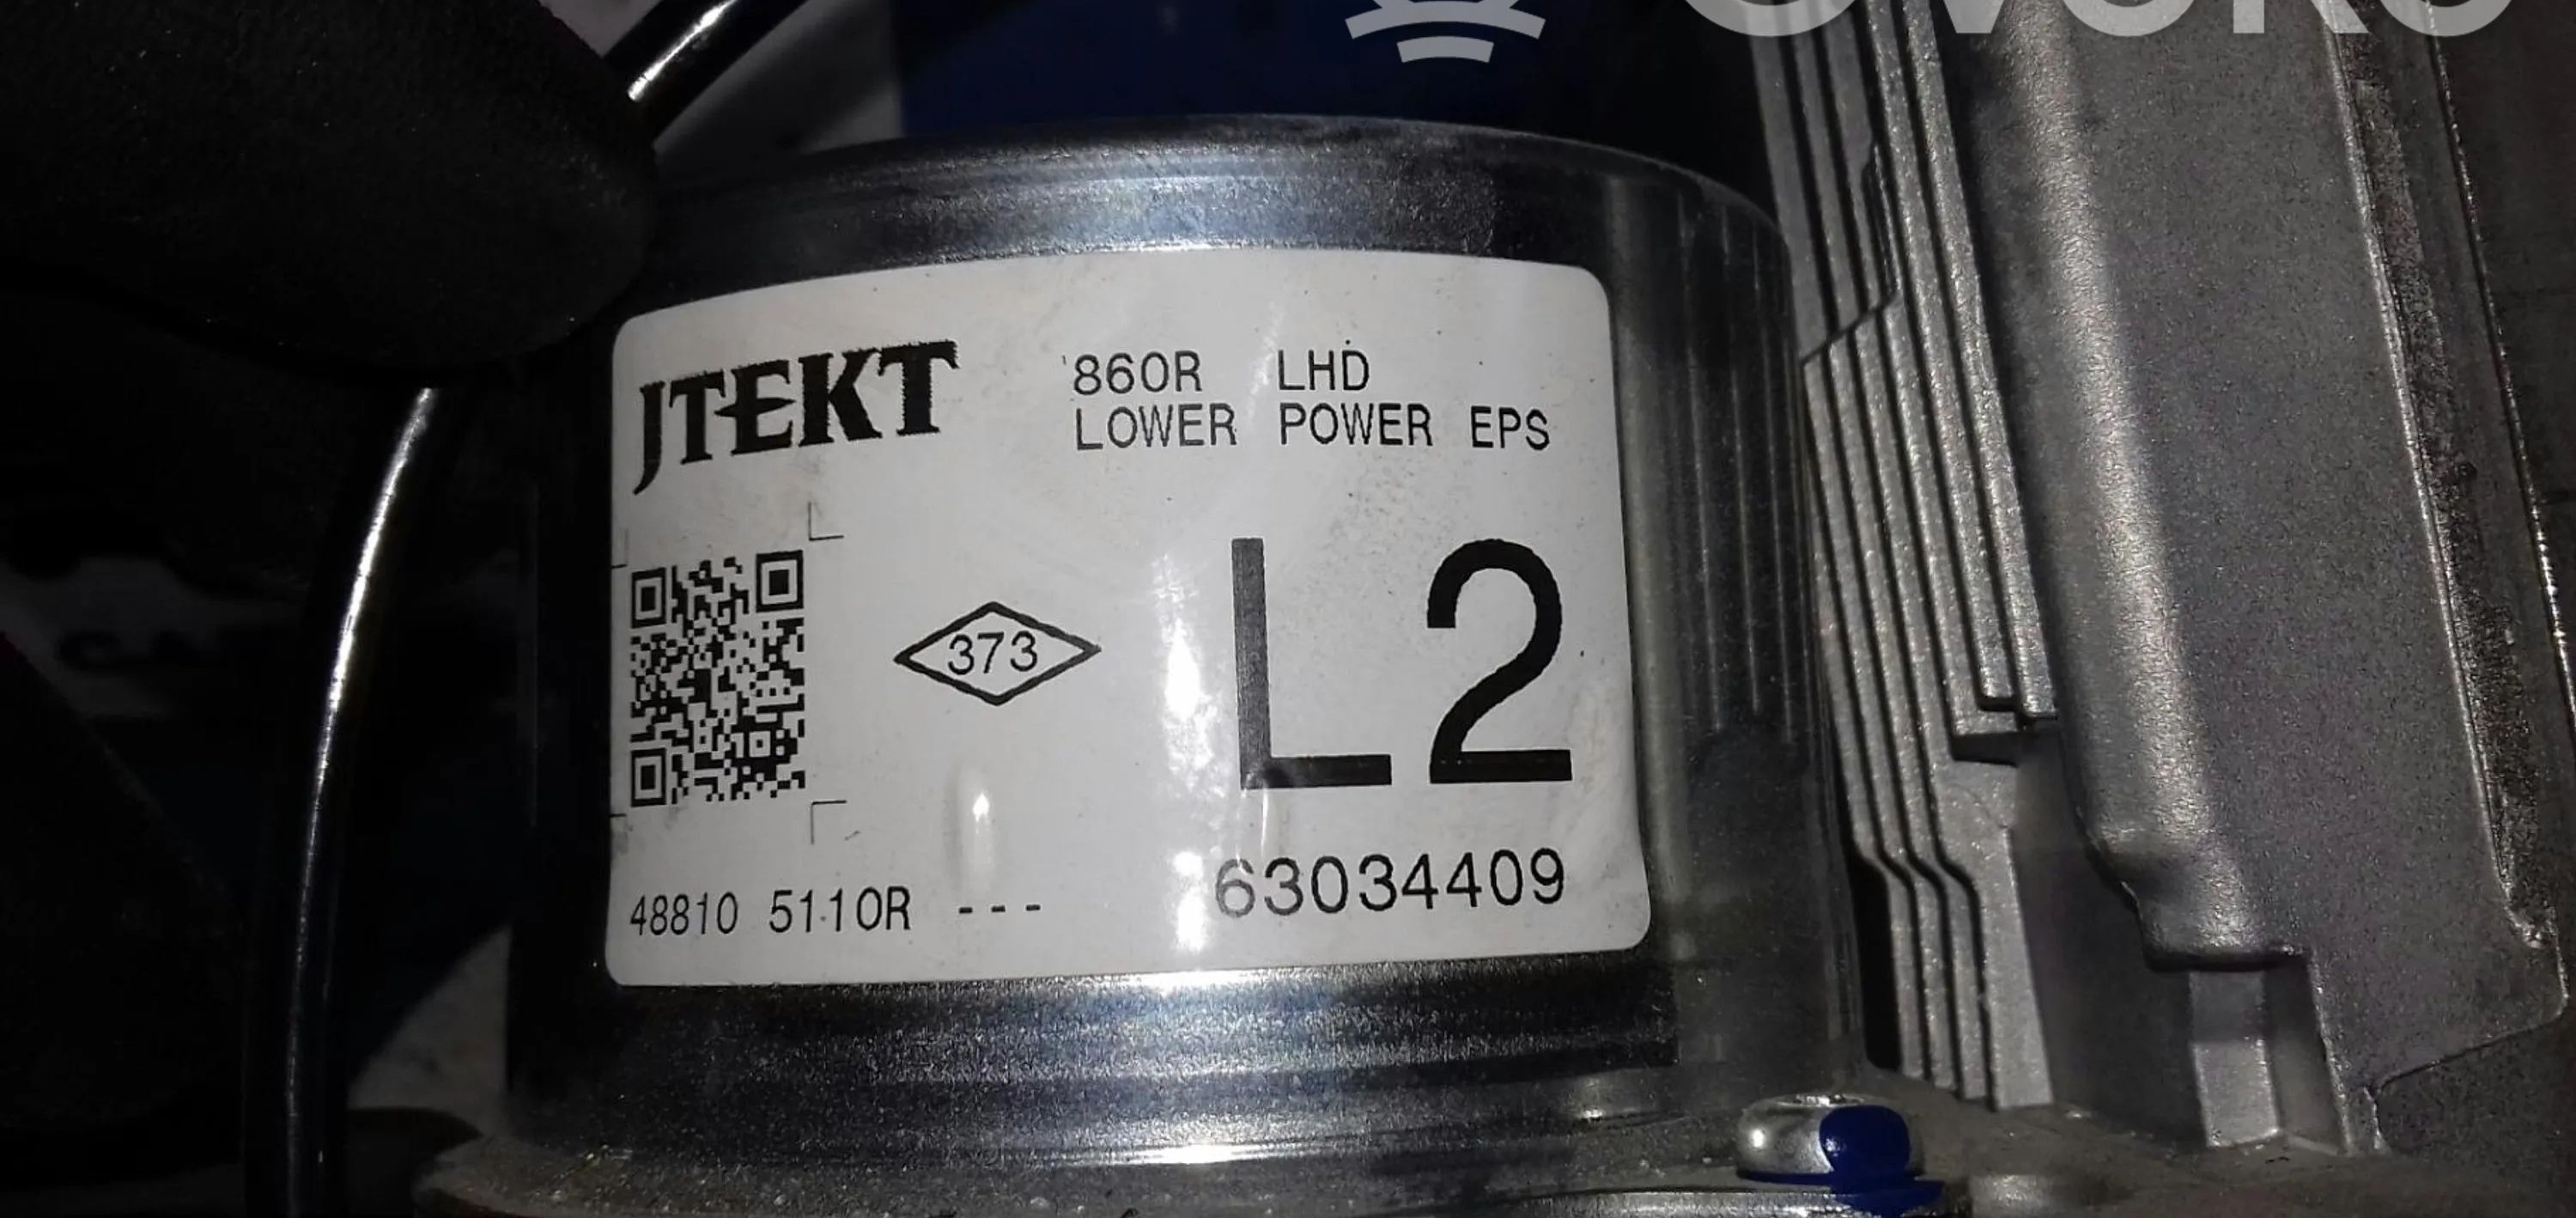 JTEKT
'860R LHD
LOWER POWER EPS
373
L2
48810 5110R ---
63034409